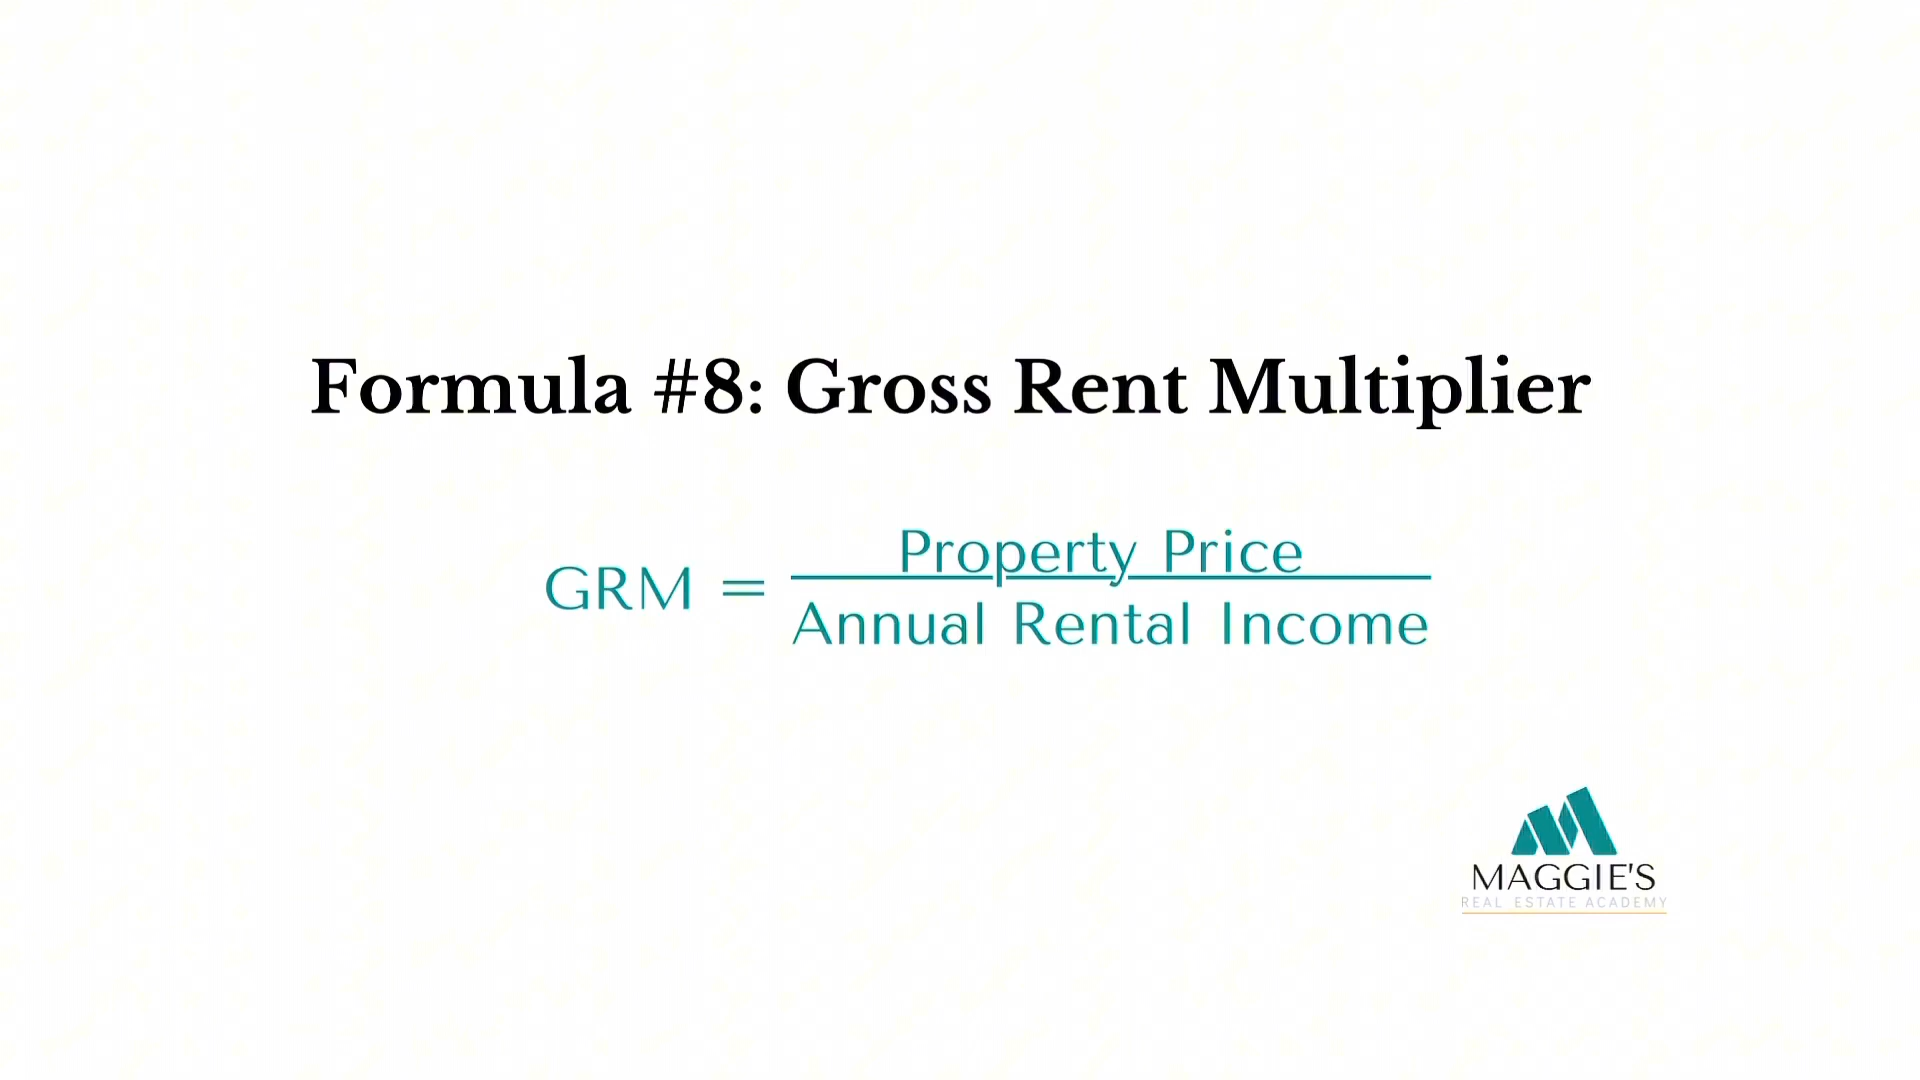 Formula #8: Gross Rent Multiplier
GRM = Property Price
Annual Rental Income
MAGGIE'S
REAL ESTATE ACADEMY